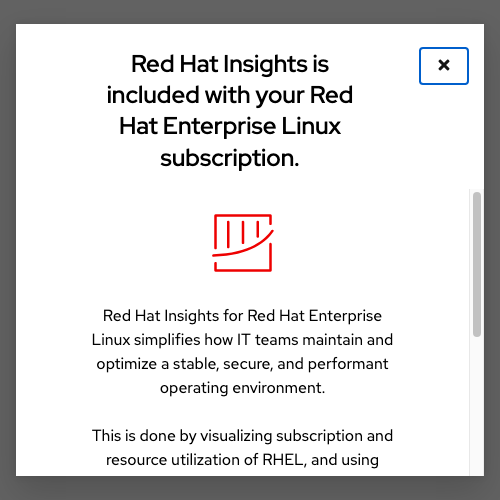 Red Hat Insights is
included with your Red
Hat Enterprise Linux
subscription.
Red Hat Insights for Red Hat Enterprise
Linux simplifies how IT teams maintain and
optimize a stable, secure, and performant
operating environment.
This is done by visualizing subscription and
resource utilization of RHEL, and using